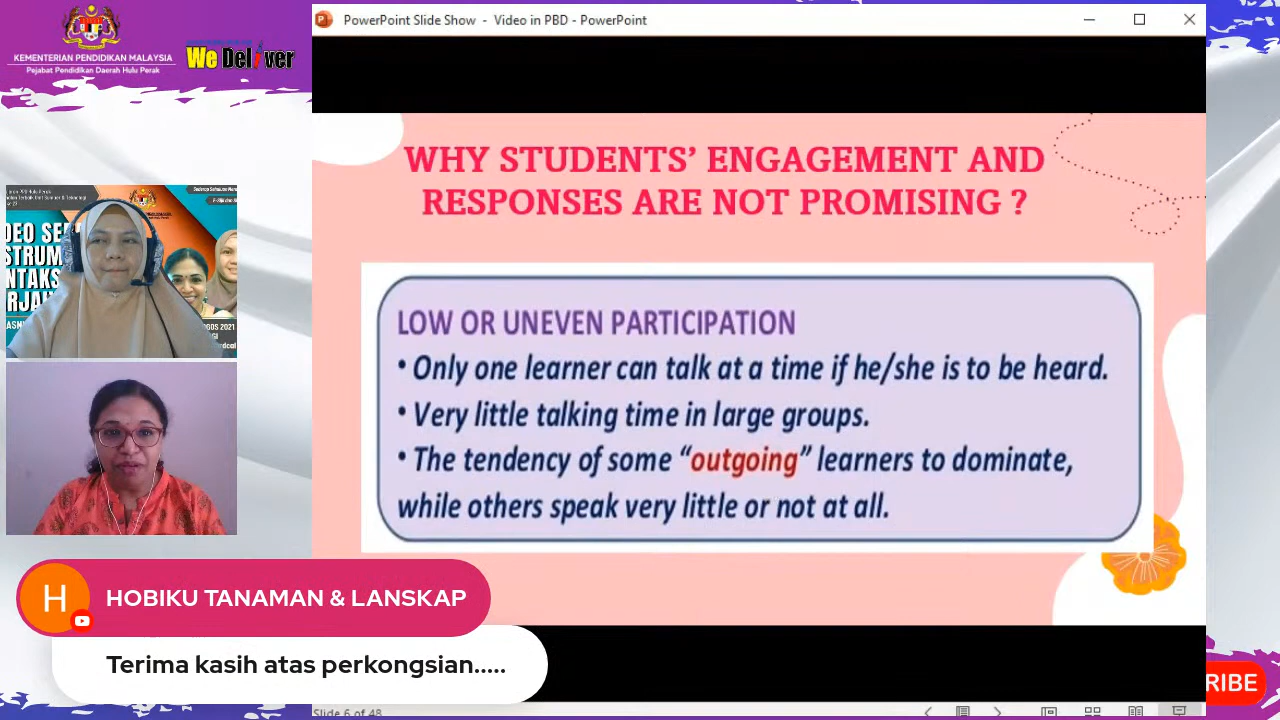 PowerPoint Slide Show - Video in PBD - PowerPoint
KEMENTERIAN PENDIDIKAN MALAYSIA
Pejabat Pendidikan Daerah Hulu Perak
We Deliver
WHY STUDENTS' ENGAGEMENT AND
RESPONSES ARE NOT PROMISING ?
LOW OR UNEVEN PARTICIPATION
• Only one learner can talk at a time if he/she is to be heard.
• Very little talking time in large groups.
• The tendency of some “outgoing” learners to dominate,
while others speak very little or not at all.
H
HOBIKU TANAMAN & LANSKAP
Terima kasih atas perkongsian.....
RIBE
Slide 6 of 48